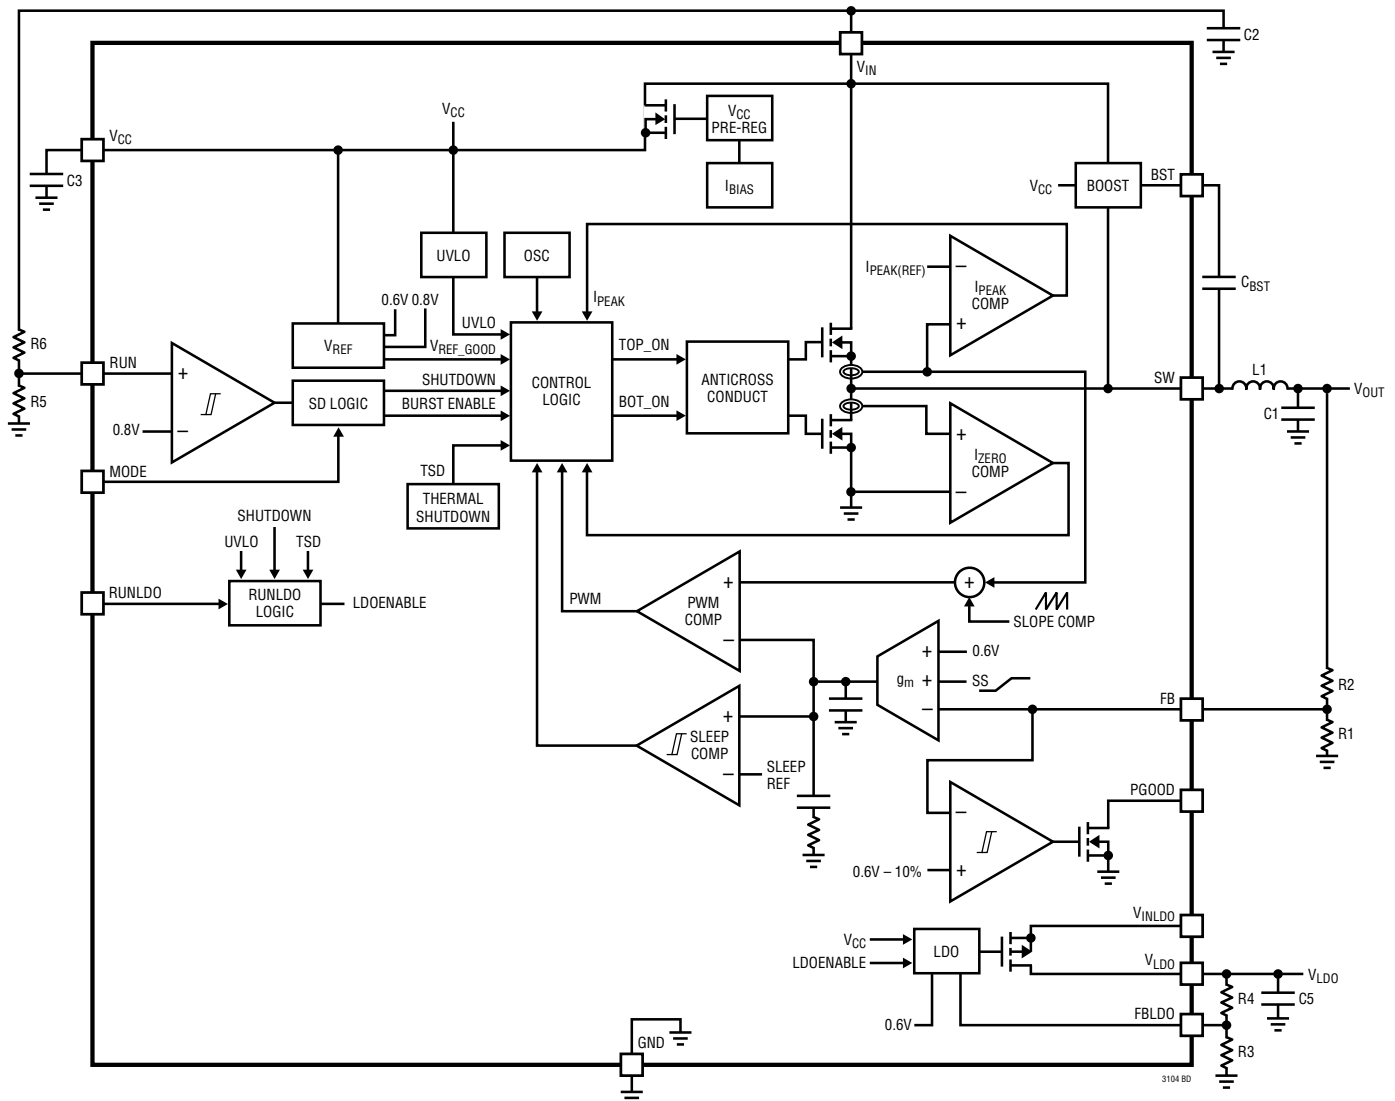 C2
VIN
VCC
VCC
VCC
PRE-REG
C3
IBIAS
VCC
BOOST
BST
UVLO
OSC
IPEAK(REF)
–
IPEAK
COMP
+
CBST
0.6V 0.8V
IPEAK
UVLO
R6
RUN
VREF
VREF_GOOD
TOP_ON
+
SHUTDOWN
CONTROL
LOGIC
ANTICROSS
CONDUCT
SW
L1
VOUT
R5
SD LOGIC
BURST ENABLE
BOT_ON
C1
0.8V
–
+
IZERO
COMP
–
MODE
TSD
THERMAL
SHUTDOWN
SHUTDOWN
UVLO
TSD
RUNLDO
RUNLDO
LOGIC
LDOENABLE
PWM
+
PWM
COMP
–
+
SLOPE COMP
+
0.6V
gm
+
SS
–
FB
R2
R1
+
SLEEP
COMP
–
SLEEP
REF
PGOOD
–
0.6V – 10%
+
VINLDO
VCC
LDO
LDOENABLE
VLDO
VLDO
R4
C5
0.6V
FBLDO
GND
R3
3104 BD